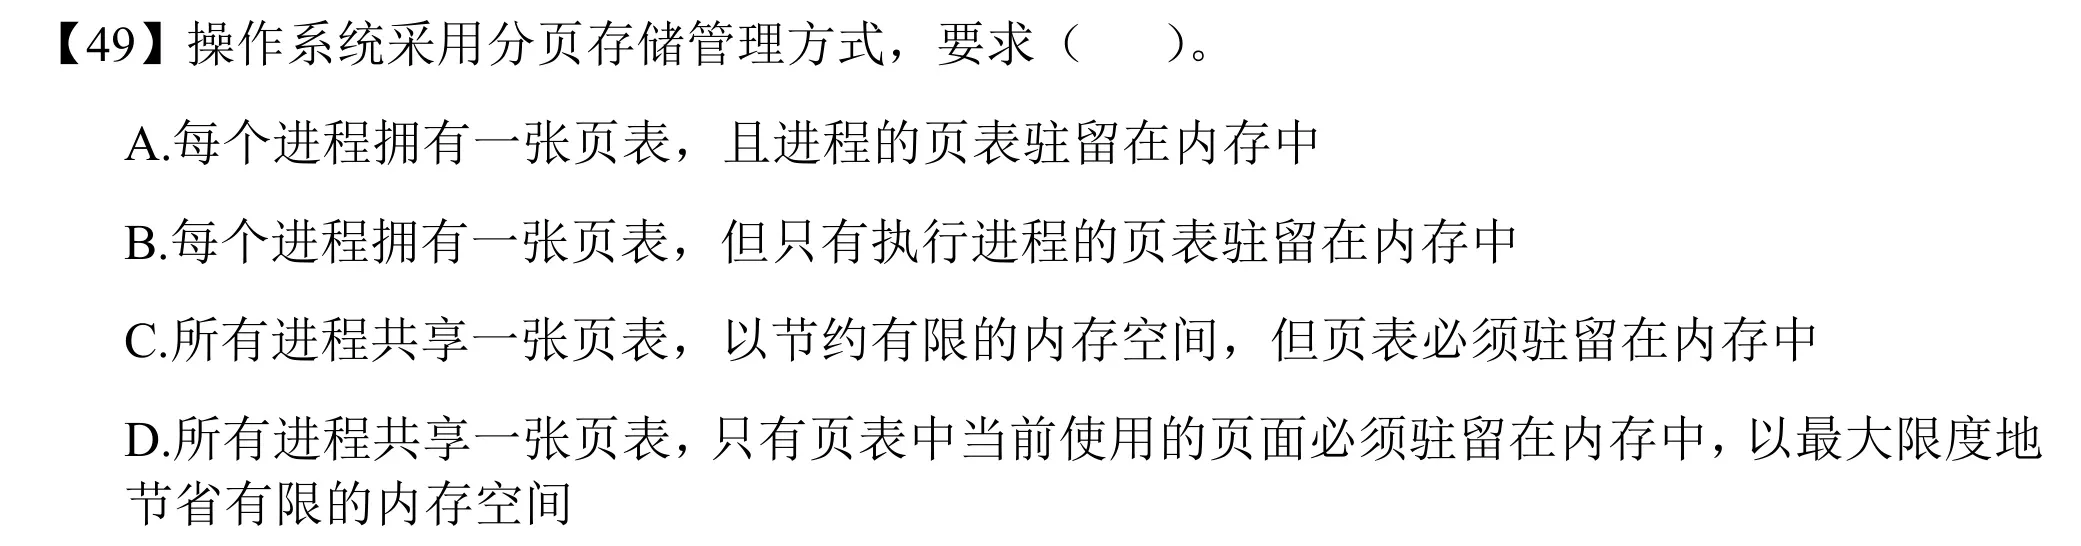 【49】操作系统采用分页存储管理方式，要求（　　）。
A.每个进程拥有一张页表，且进程的页表驻留在内存中
B.每个进程拥有一张页表，但只有执行进程的页表驻留在内存中
C.所有进程共享一张页表，以节约有限的内存空间，但页表必须驻留在内存中
D.所有进程共享一张页表，只有页表中当前使用的页面必须驻留在内存中，以最大限度地
节省有限的内存空间